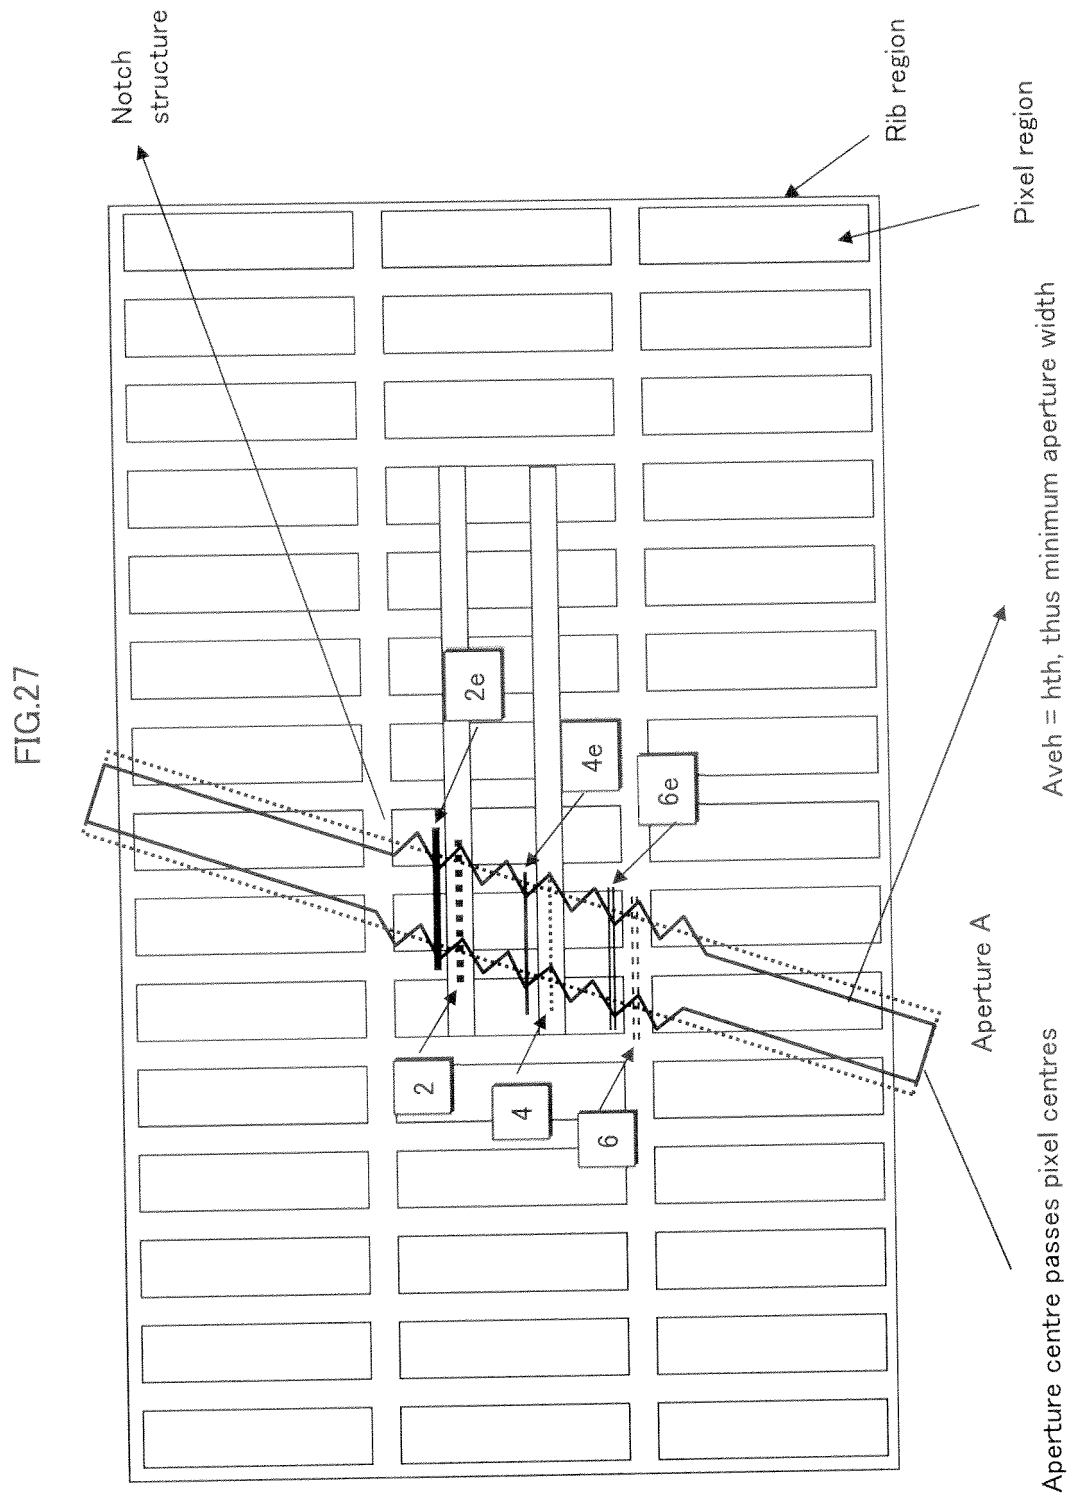 FIG.27
Notch
structure
Rib region
Pixel region
2e
4e
6e
2
4
6
Aperture A
Aveh = hth, thus minimum aperture width
Aperture centre passes pixel centres